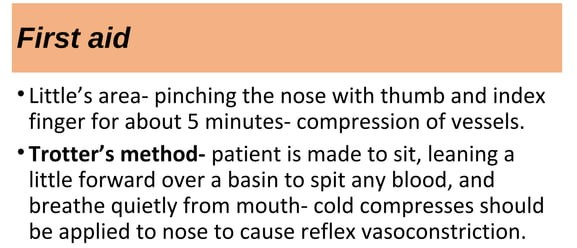 First aid
• Little’s area- pinching the nose with thumb and index
finger for about 5 minutes- compression of vessels.
• Trotter’s method- patient is made to sit, leaning a
little forward over a basin to spit any blood, and
breathe quietly from mouth- cold compresses should
be applied to nose to cause reflex vasoconstriction.